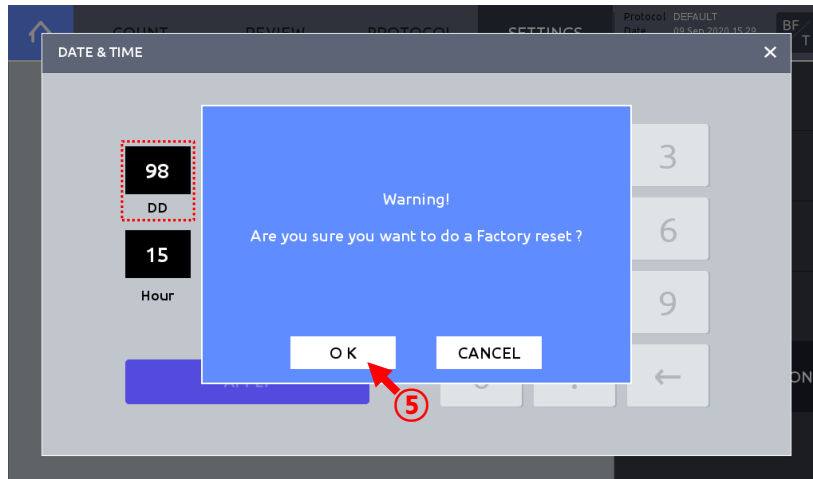 COUNT REVIEW PROTOCOL SETTINGS
Protocol DEFAULT
Date 09 Sep 2020 15:29
BF/
T
DATE & TIME ×
98
DD
15
Hour
Warning!
Are you sure you want to do a Factory reset ?
O K CANCEL
3
6
9
←
ON
⑤